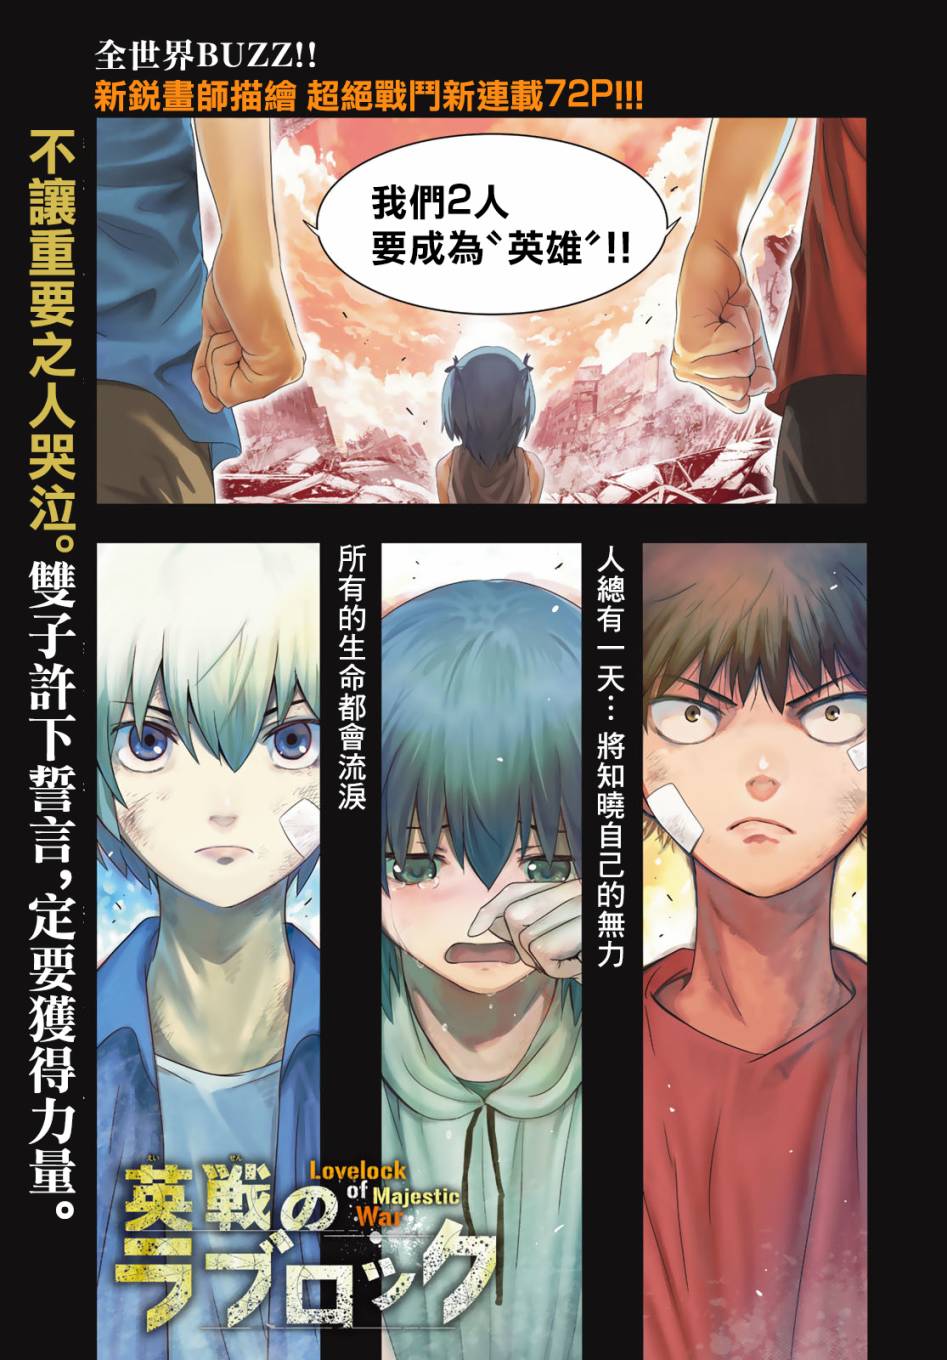 全世界BUZZ!!
新鋭畫師描繪 超絕戰鬥新連載72P!!!
我們2人
要成為〝英雄〞!!
不讓重要之人哭泣。雙子許下誓言，定要獲得力量。
人總有一天… 將知曉自己的無力
所有的生命都會流淚
えい せん
英戦の
ラブロック
Lovelock
of Majestic
War